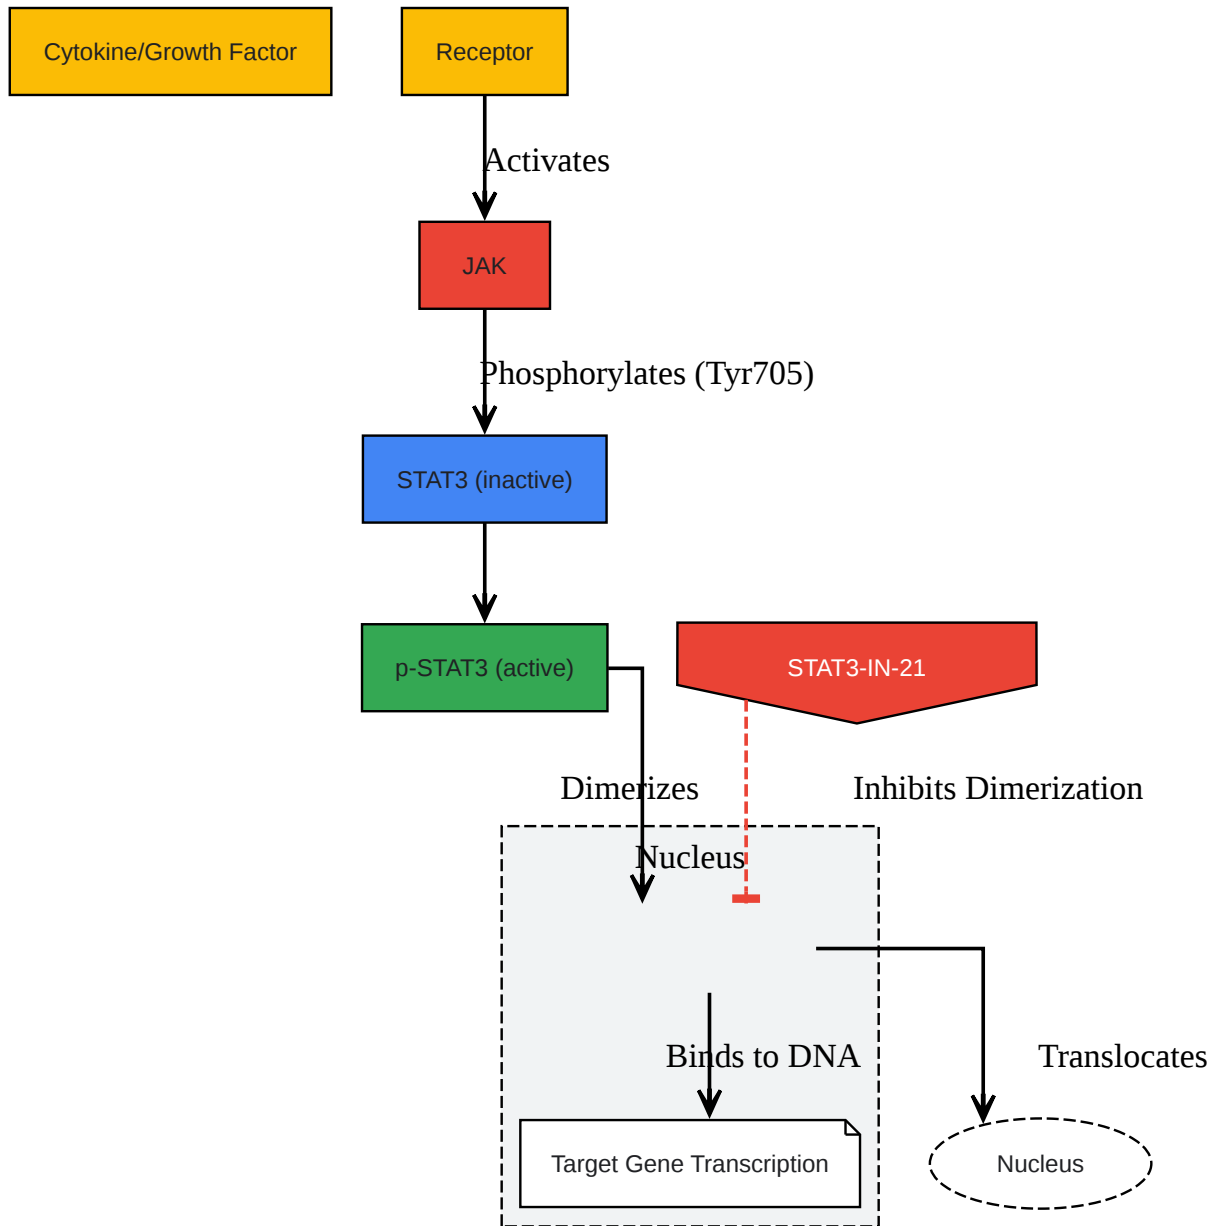 Cytokine/Growth Factor
Receptor
Activates
JAK
Phosphorylates (Tyr705)
STAT3 (inactive)
p-STAT3 (active)
STAT3-IN-21
Dimerizes
Inhibits Dimerization
Nucleus
Binds to DNA
Translocates
Target Gene Transcription
Nucleus